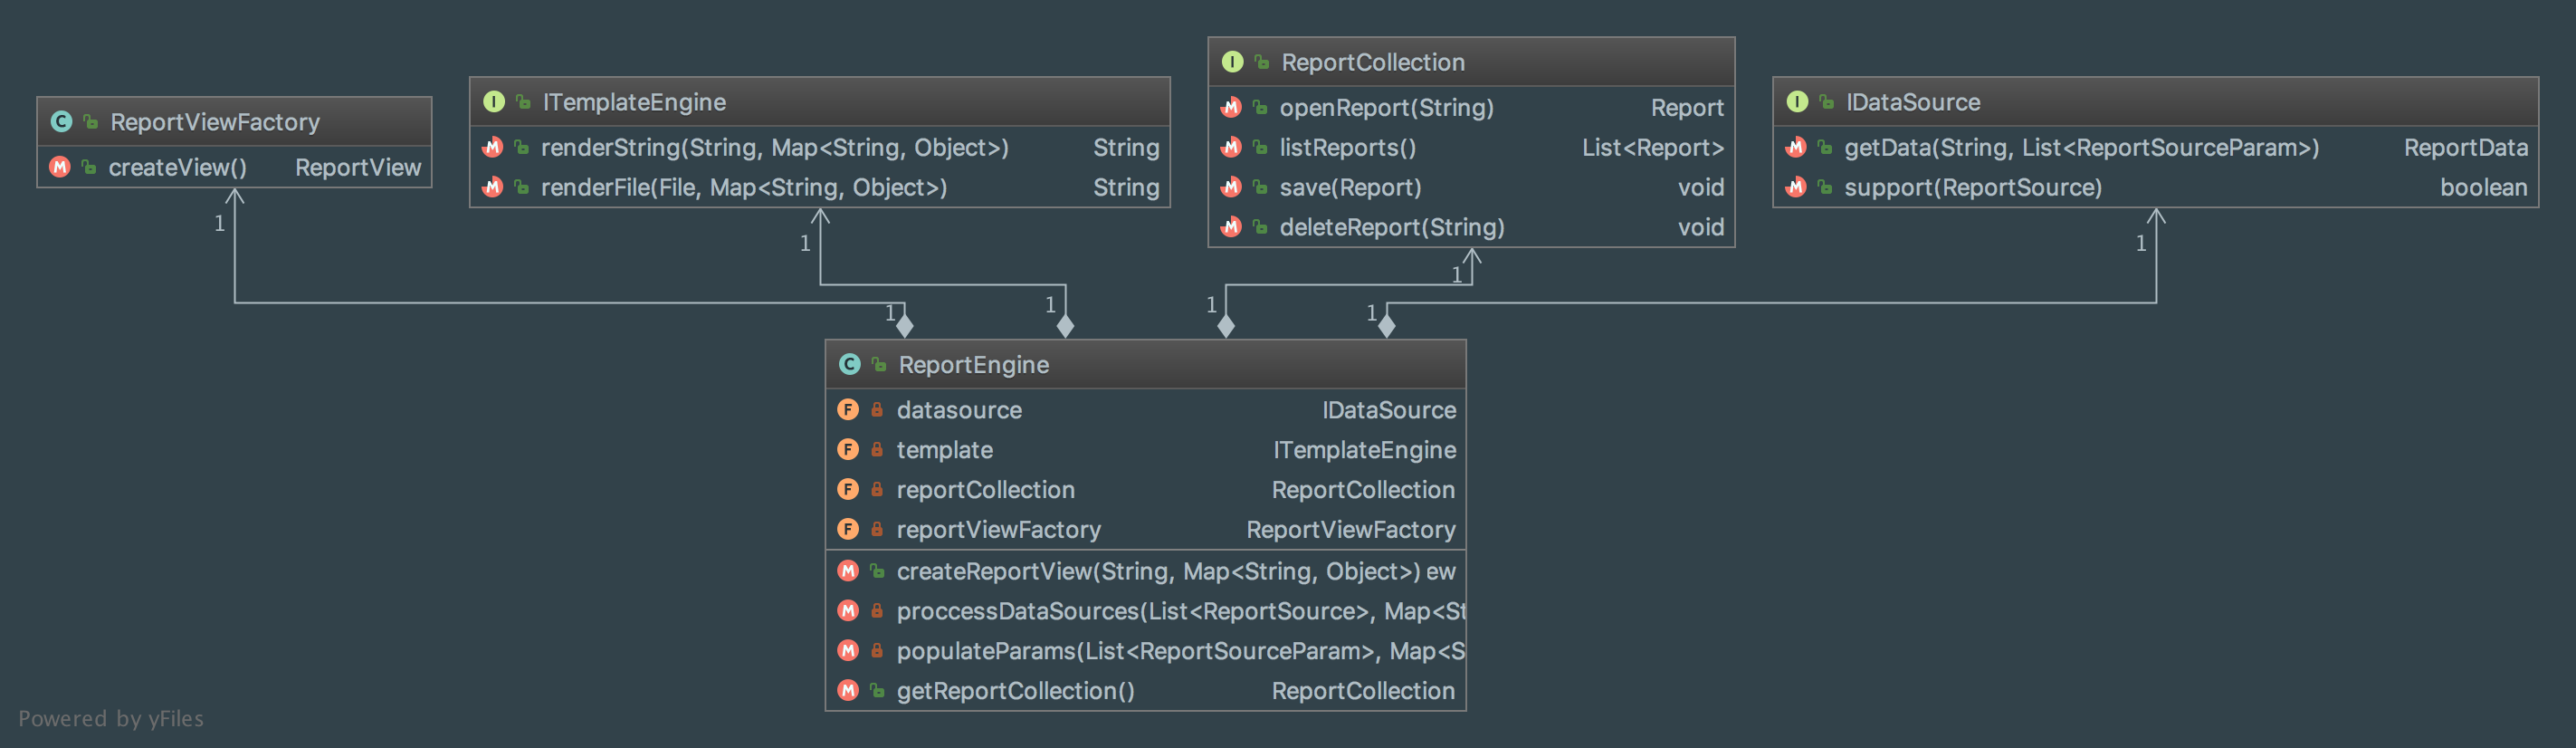 ReportViewFactory
createView() ReportView
1
ITemplateEngine
renderString(String, Map<String, Object>) String
renderFile(File, Map<String, Object>) String
1
ReportCollection
openReport(String) Report
listReports() List<Report>
save(Report) void
deleteReport(String) void
1
IDataSource
getData(String, List<ReportSourceParam>) ReportData
support(ReportSource) boolean
1
1
1
1
1
ReportEngine
datasource IDataSource
template ITemplateEngine
reportCollection ReportCollection
reportViewFactory ReportViewFactory
createReportView(String, Map<String, Object>) ew
proccessDataSources(List<ReportSource>, Map<St
populateParams(List<ReportSourceParam>, Map<S
getReportCollection() ReportCollection
Powered by yFiles